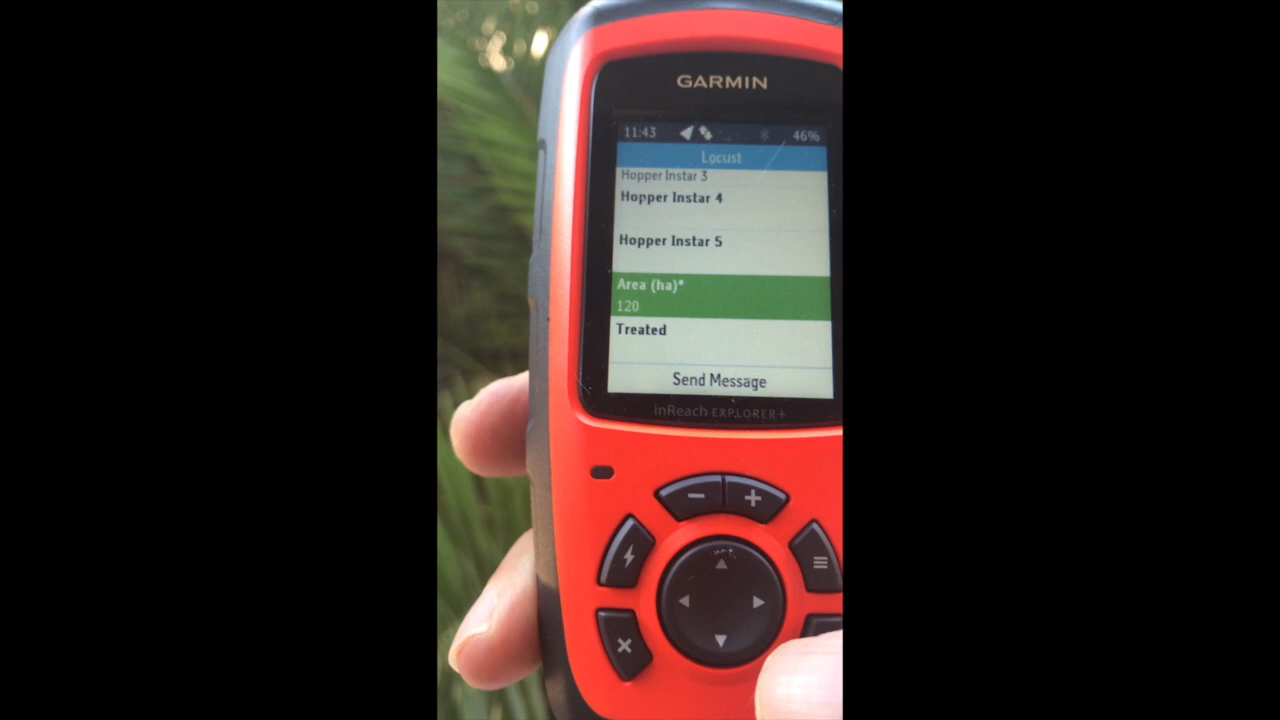 GARMIN
11:43 46%
Locust
Hopper Instar 3
Hopper Instar 4
Hopper Instar 5
Area (ha)*
120
Treated
Send Message
inReach EXPLORER+